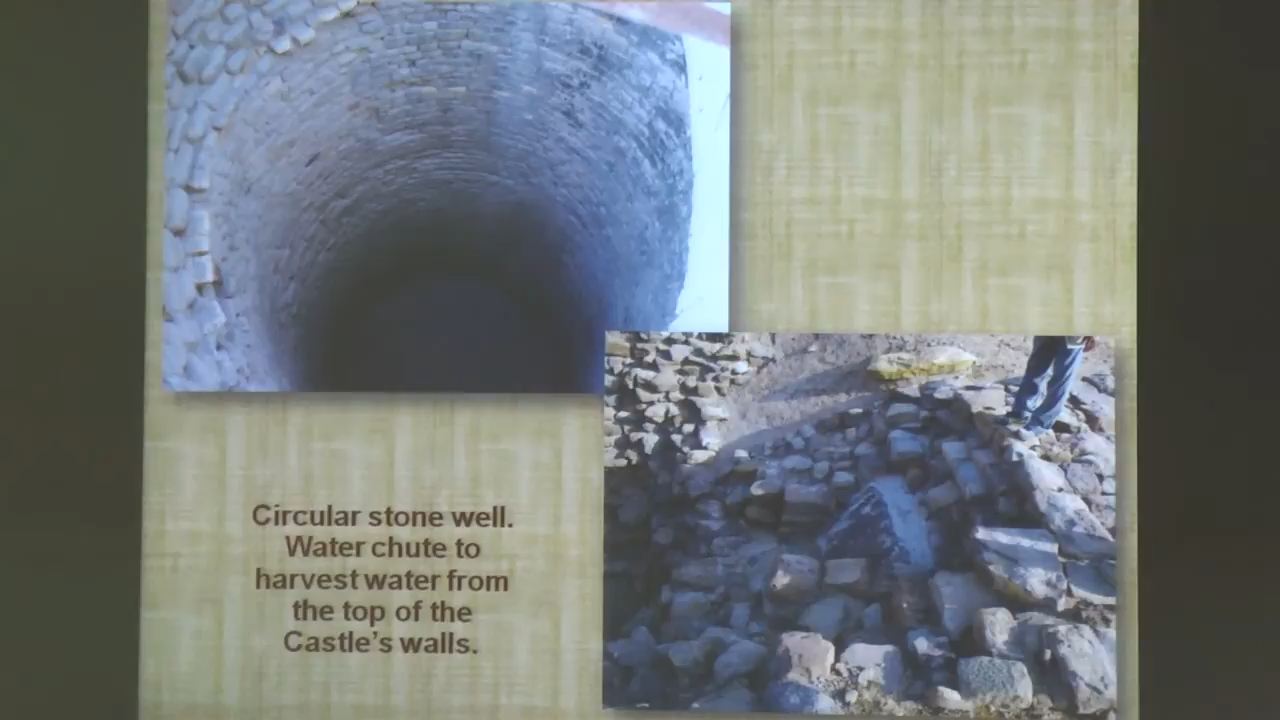 Circular stone well.
Water chute to
harvest water from
the top of the
Castle's walls.